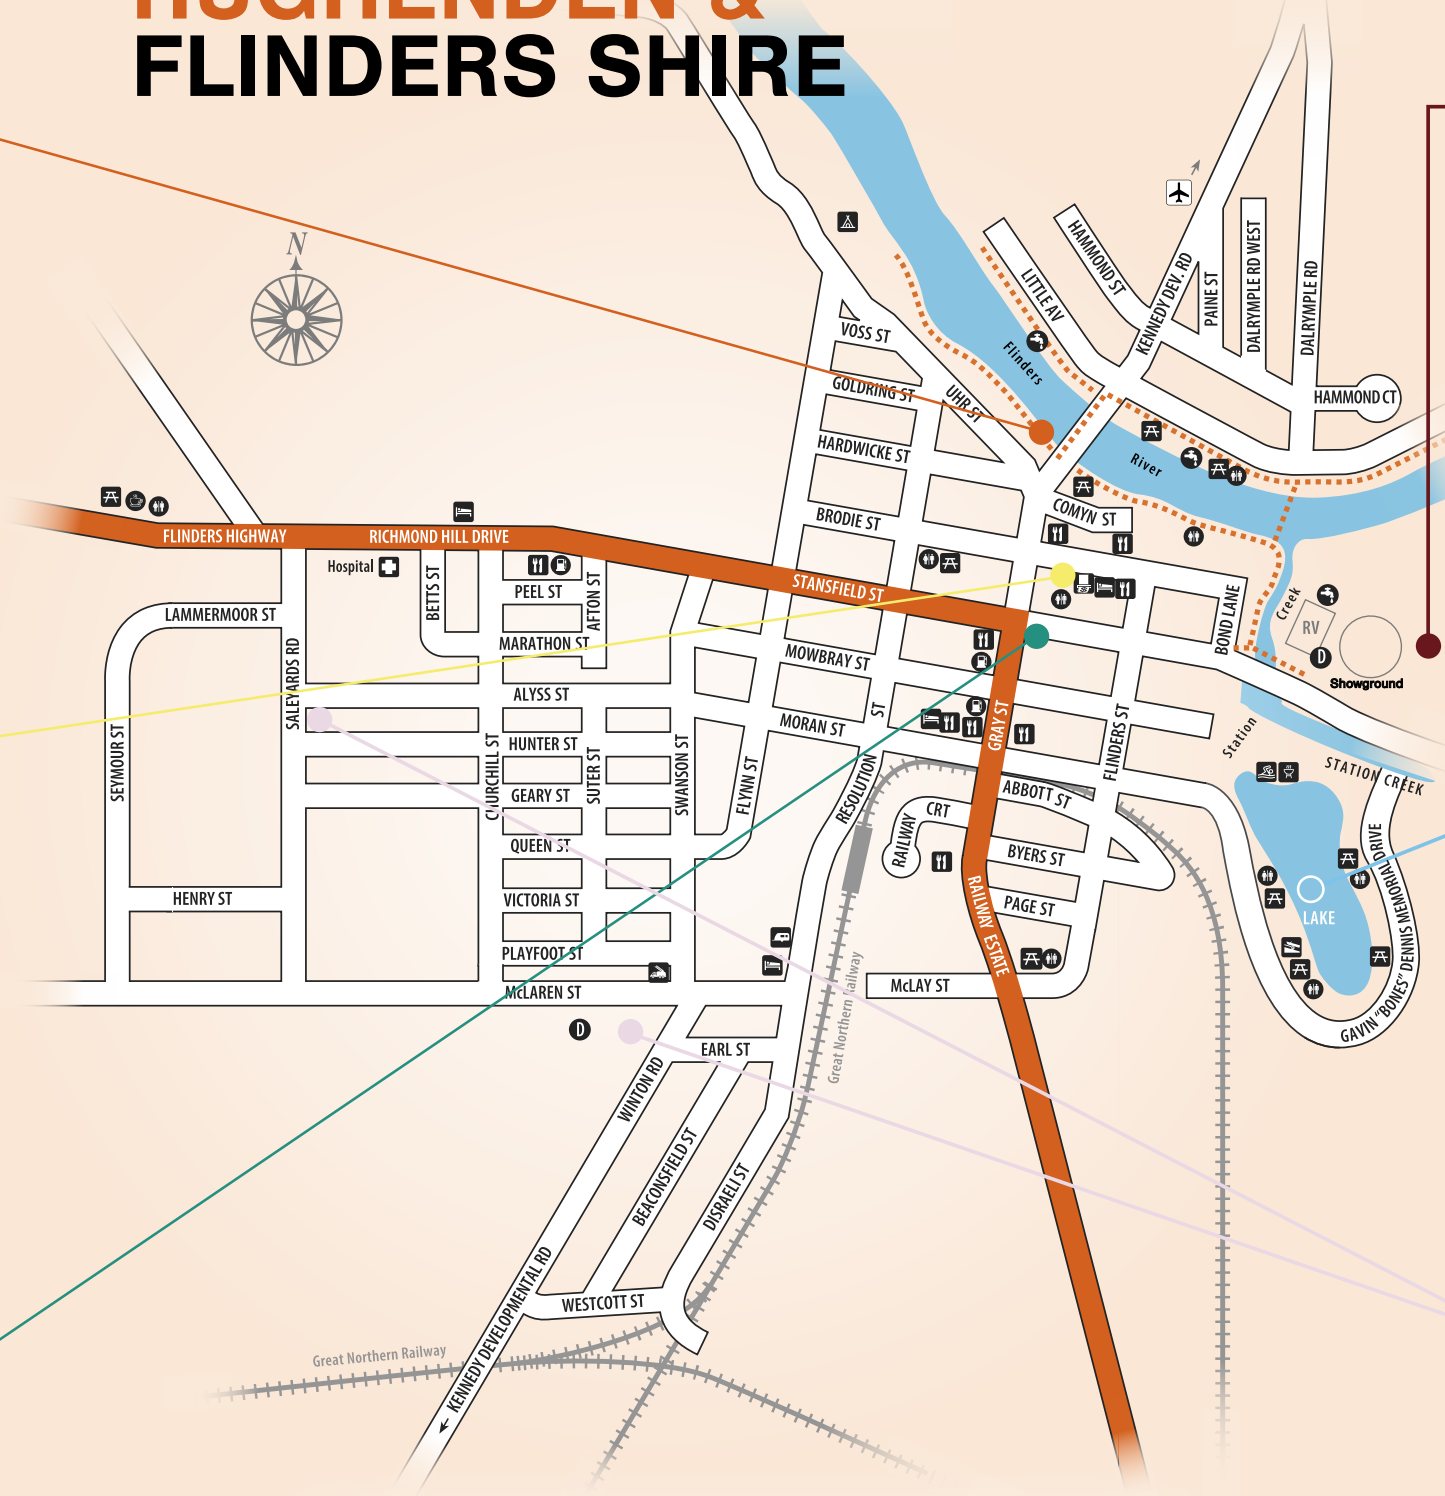 HUGHENDEN &
FLINDERS SHIRE
N
HAMMOND ST
LITTLE AV
KENNEDY DEV. RD
PAINE ST
DALRYMPLE RD WEST
DALRYMPLE RD
HAMMOND CT
VOSS ST
Flinders
GOLDRING ST
UHR ST
HARDWICKE ST
River
COMYN ST
BRODIE ST
FLINDERS HIGHWAY
RICHMOND HILL DRIVE
Hospital
BETTS ST
PEEL ST
AFTON ST
STANSFIELD ST
BOND LANE
Creek
RV
D
Showground
LAMMERMOOR ST
MARATHON ST
SALEYARDS RD
MOWBRAY ST
ALYSS ST
MORAN ST
ST
RESOLUTION
GRAY ST
FLINDERS ST
Station
STATION CREEK
SEYMOUR ST
CHURCHILL ST
HUNTER ST
SUTER ST
SWANSON ST
FLYNN ST
GEARY ST
ABBOTT ST
CRT
RAILWAY
QUEEN ST
BYERS ST
GAVIN "BONES" DENNIS MEMORIAL DRIVE
HENRY ST
VICTORIA ST
PAGE ST
LAKE
RAILWAY ESTATE
PLAYFOOT ST
McLAREN ST
McLAY ST
Great Northern Railway
D
EARL ST
WINTON RD
BEACONSFIELD ST
DISRAELI ST
WESTCOTT ST
KENNEDY DEVELOPMENTAL RD
Great Northern Railway